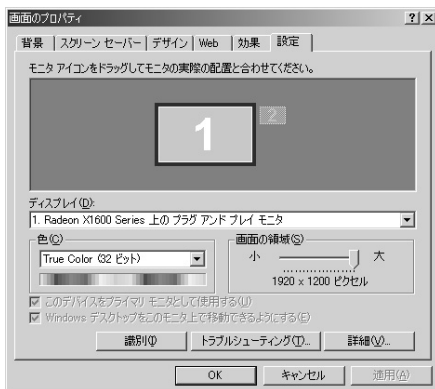 画面のプロパティ
背景 スクリーン セーバー デザイン Web 効果 設定
モニタ アイコンをドラッグしてモニタの実際の配置と合わせてください。
1 2
ディスプレイ(D):
1. Radeon X1600 Series 上の プラグ アンド プレイ モニタ
色(C) 画面の領域(S)
True Color (32 ビット) 小 大
1920 x 1200 ピクセル
このデバイスをプライマリ モニタとして使用する(U)
Windows デスクトップをこのモニタ上で移動できるようにする(E)
識別(I) トラブルシューティング(T)... 詳細(V)...
OK キャンセル 適用(A)